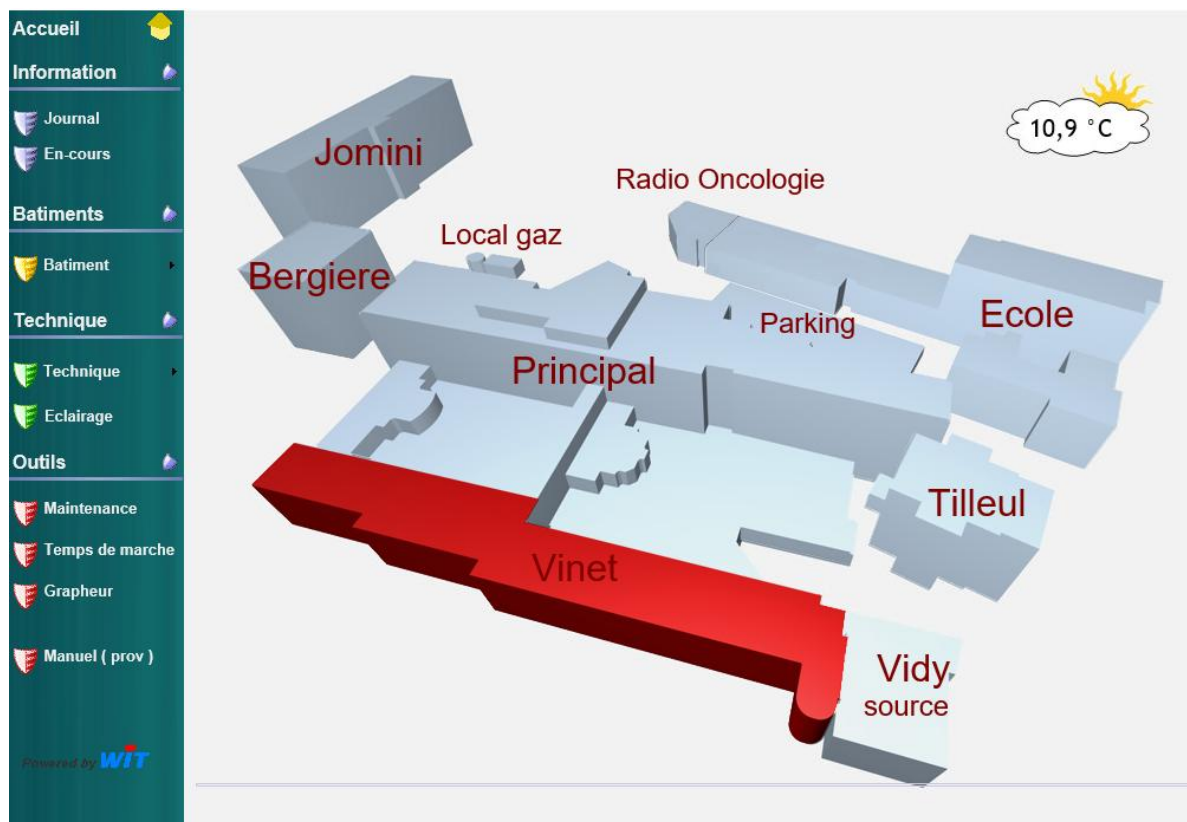 Accueil
Information
Journal
En-cours
Batiments
Batiment
Technique
Technique
Eclairage
Outils
Maintenance
Temps de marche
Grapheur
Manuel ( prov )
Powered by WiT
10,9 °C
Jomini
Radio Oncologie
Local gaz
Bergiere
Ecole
Parking
Principal
Tilleul
Vinet
Vidy
source